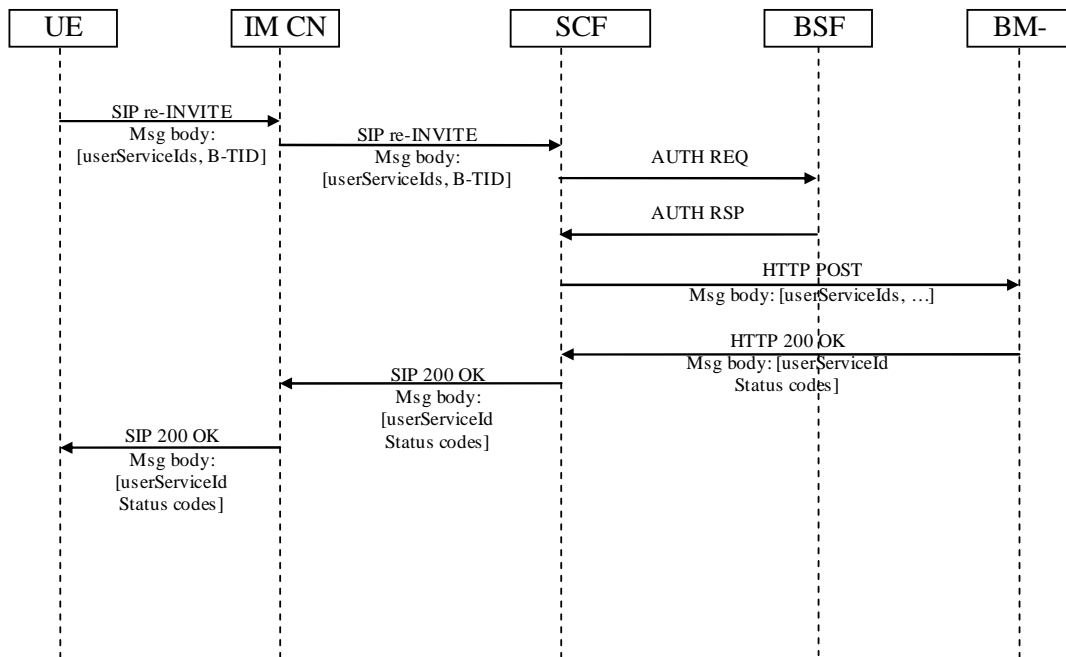 UE
IM CN
SCF
BSF
BM-
SIP re-INVITE
Msg body:
[userServiceIds, B-TID]
SIP re-INVITE
Msg body:
[userServiceIds, B-TID]
AUTH REQ
AUTH RSP
HTTP POST
Msg body: [userServiceIds, …]
HTTP 200 OK
Msg body: [userServiceId
Status codes]
SIP 200 OK
Msg body:
[userServiceId
Status codes]
SIP 200 OK
Msg body:
[userServiceId
Status codes]